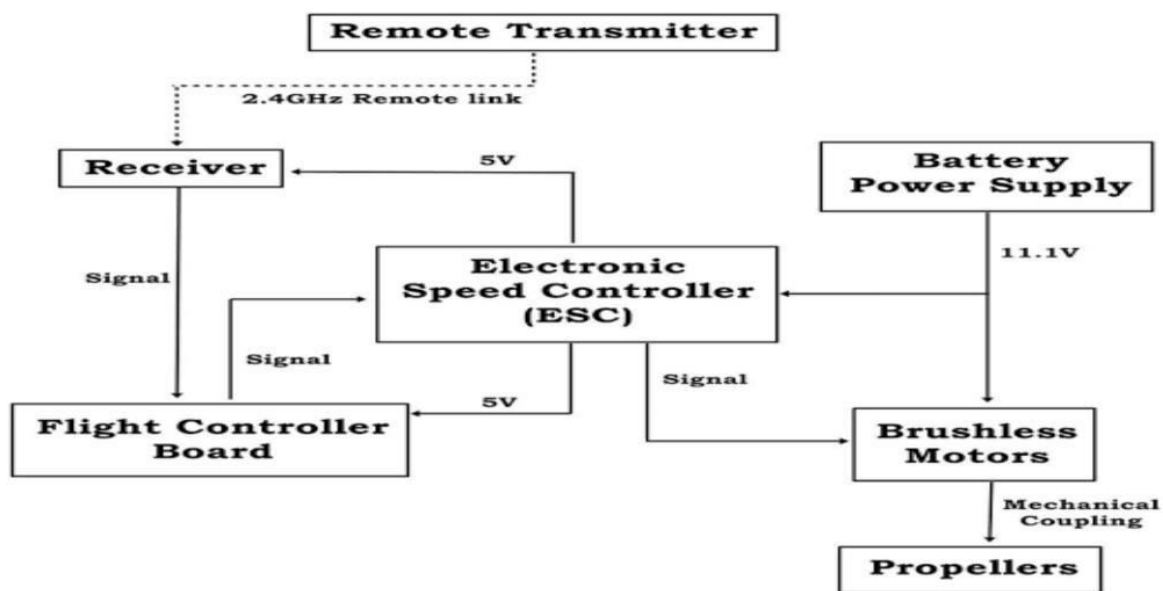 Remote Transmitter
2.4GHz Remote link
Receiver
5V
Battery
Power Supply
11.1V
Signal
Electronic
Speed Controller
(ESC)
Signal
Signal
5V
Flight Controller
Board
Brushless
Motors
Mechanical
Coupling
Propellers